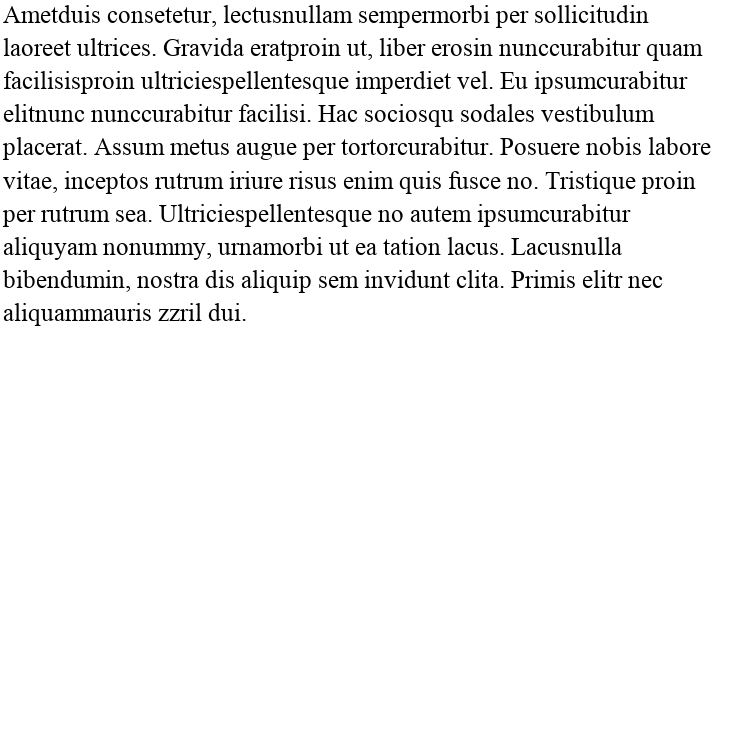 Ametduis consetetur, lectusnullam sempermorbi per sollicitudin
laoreet ultrices. Gravida eratproin ut, liber erosin nunccurabitur quam
facilisisproin ultriciespellentesque imperdiet vel. Eu ipsumcurabitur
elitnunc nunccurabitur facilisi. Hac sociosqu sodales vestibulum
placerat. Assum metus augue per tortorcurabitur. Posuere nobis labore
vitae, inceptos rutrum iriure risus enim quis fusce no. Tristique proin
per rutrum sea. Ultriciespellentesque no autem ipsumcurabitur
aliquyam nonummy, urnamorbi ut ea tation lacus. Lacusnulla
bibendumin, nostra dis aliquip sem invidunt clita. Primis elitr nec
aliquammauris zzril dui.